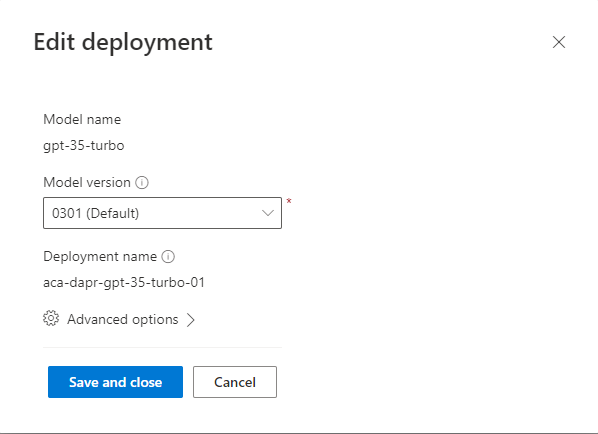 Edit deployment
Model name
gpt-35-turbo
Model version
0301 (Default)
*
Deployment name
aca-dapr-gpt-35-turbo-01
Advanced options
Save and close
Cancel